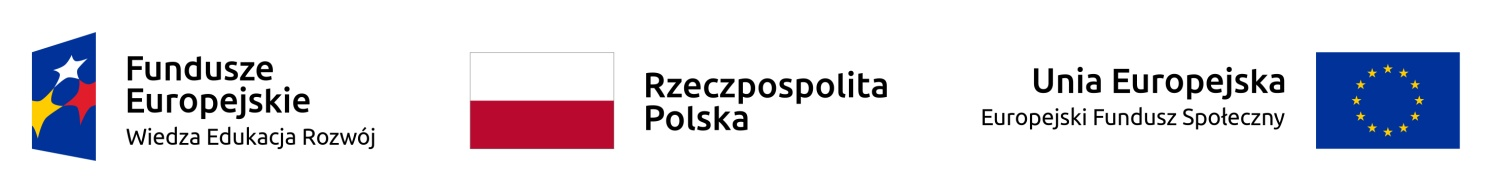 Fundusze
Europejskie
Wiedza Edukacja Rozwój
Rzeczpospolita
Polska
Unia Europejska
Europejski Fundusz Społeczny